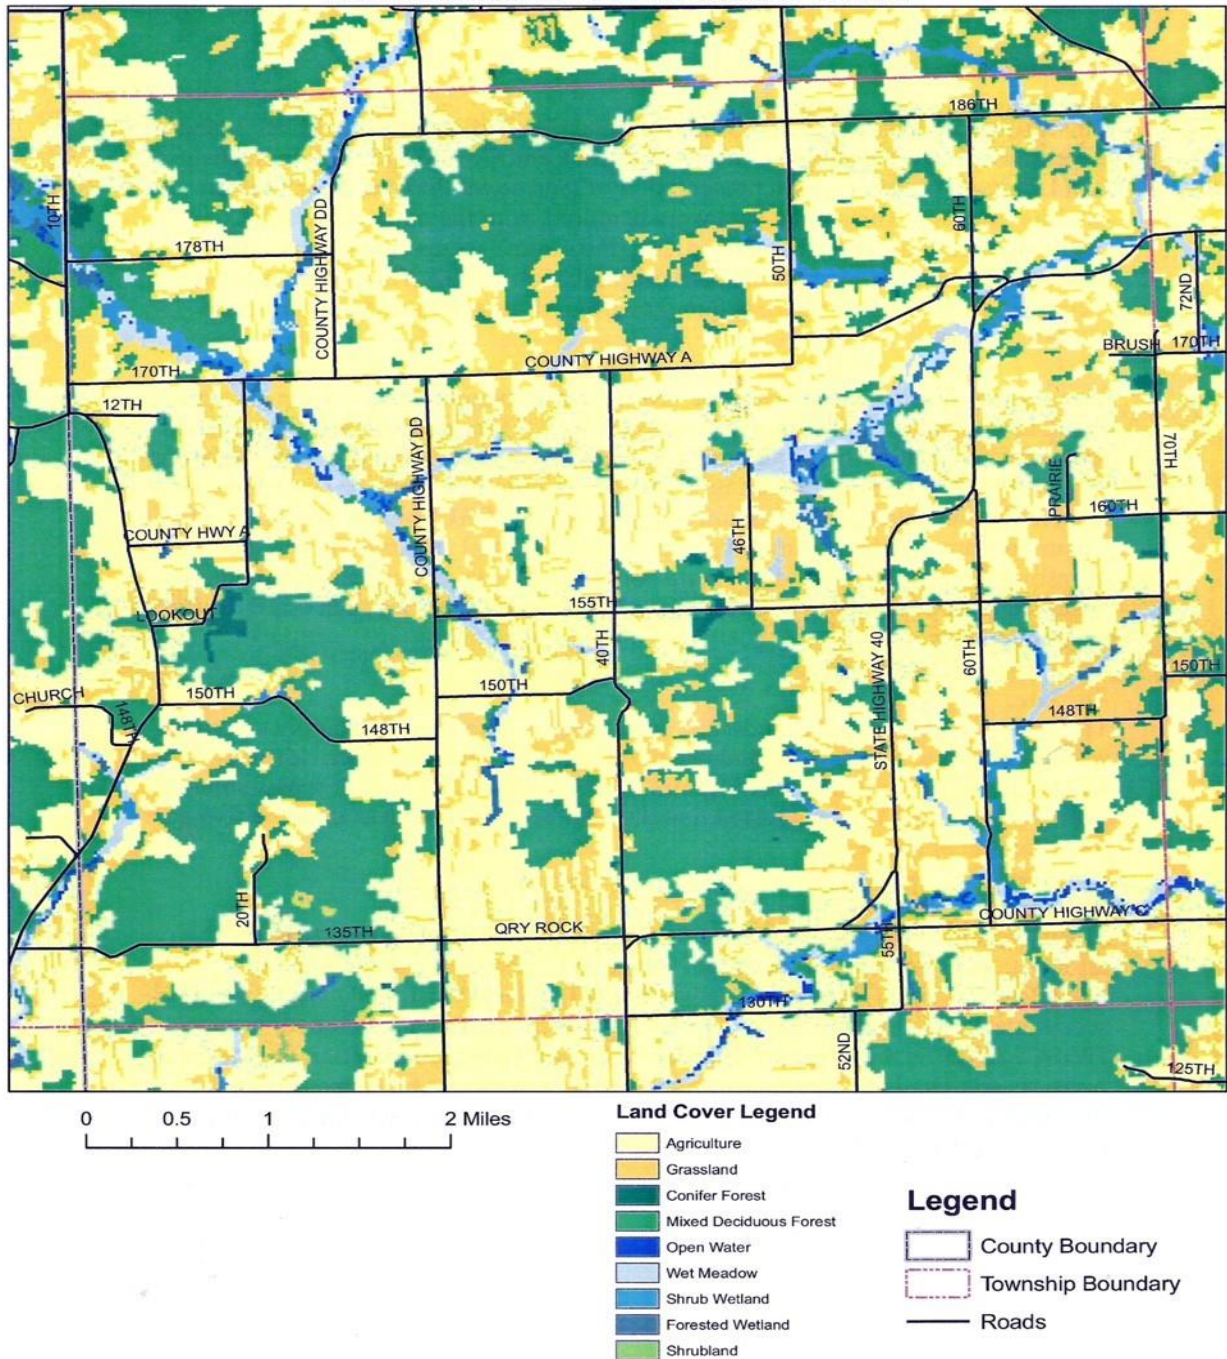 186TH
10TH
60TH
178TH
COUNTY HIGHWAY DD
50TH
72ND
COUNTY HIGHWAY A
BRUSH
170TH
170TH
12TH
COUNTY HIGHWAY DD
70TH
PRAIRIE
160TH
46TH
COUNTY HWY A
155TH
LOOKOUT
40TH
60TH
150TH
CHURCH
150TH
150TH
148TH
148TH
148TH
STATE HIGHWAY 40
20TH
COUNTY HIGHWAY C
QRY ROCK
135TH
55TH
130TH
52ND
125TH
0 0.5 1 2 Miles
Land Cover Legend
Agriculture
Grassland
Conifer Forest
Mixed Deciduous Forest
Open Water
Wet Meadow
Shrub Wetland
Forested Wetland
Shrubland
Legend
County Boundary
Township Boundary
Roads